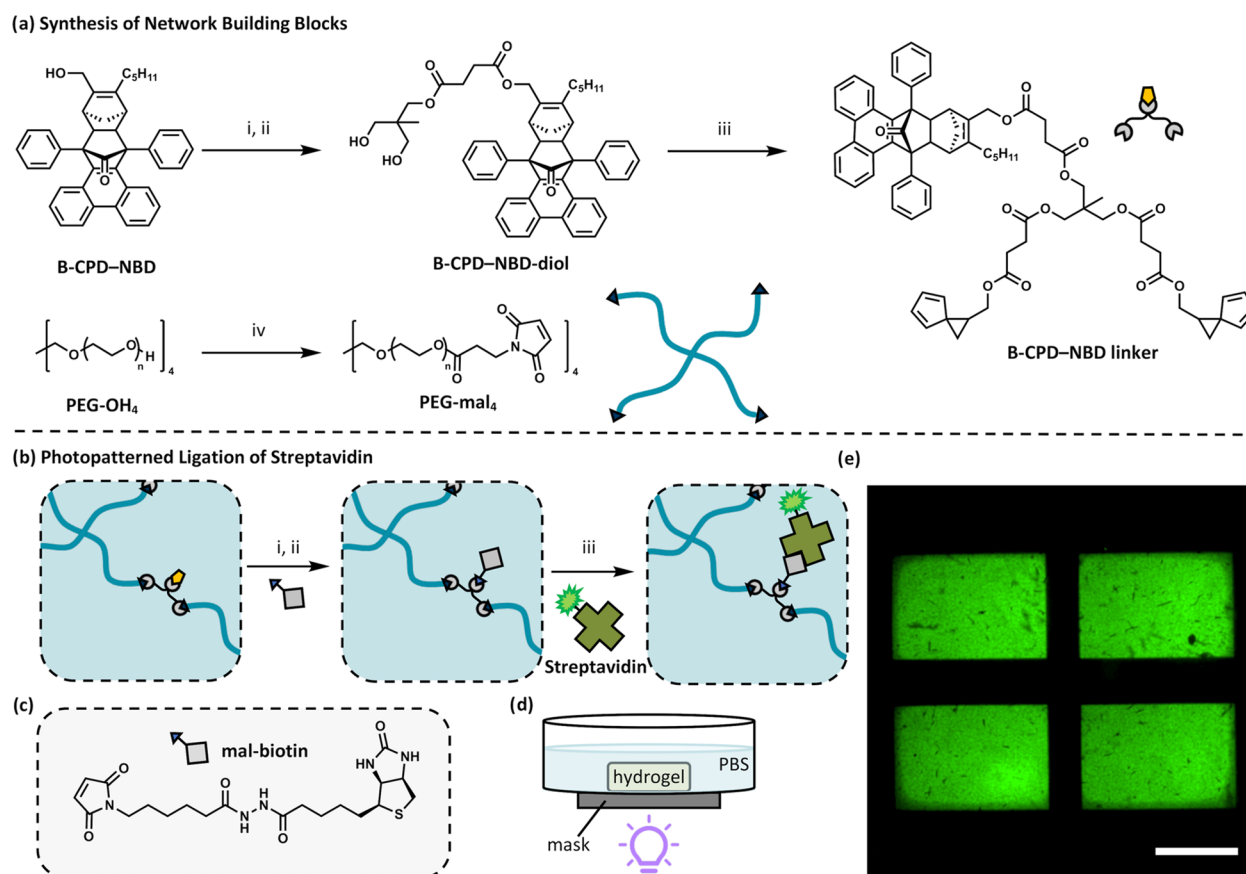 (a) Synthesis of Network Building Blocks
HO
C₅H₁₁
O
i, ii
B-CPD–NBD
O
O
O
O
C₅H₁₁
HO
HO
O
B-CPD–NBD-diol
iii
O
O
O
C₅H₁₁
O
O
O
O
O
O
O
O
O
O
B-CPD–NBD linker
O
O
H
n
4
PEG-OH₄
iv
O
O
n
O
N
O
O
4
PEG-mal₄
(b) Photopatterned Ligation of Streptavidin
i, ii
iii
Streptavidin
(c)
mal-biotin
O
N
O
O
H
N
N
H
O
O
HN
NH
S
(d)
PBS
hydrogel
mask
(e)